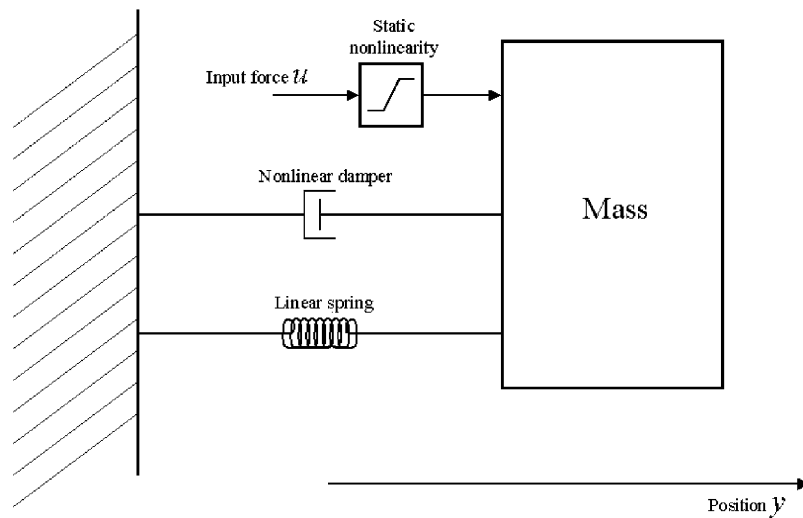 Static
nonlinearity
Input force u
Nonlinear damper
Mass
Linear spring
Position y